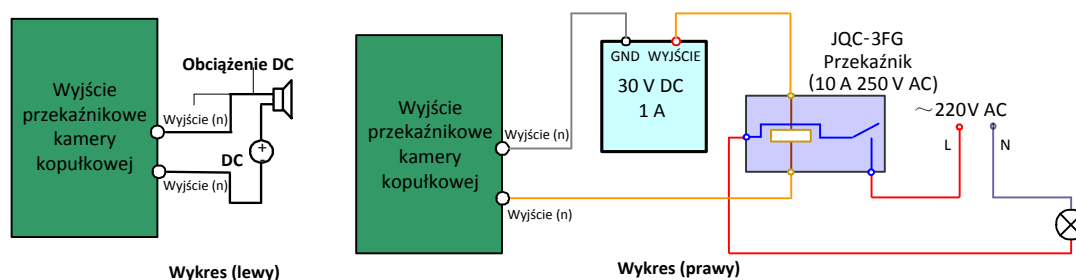 Wyjście
przekaźnikowe
kamery
kopułkowej
Obciążenie DC
Wyjście (n)
DC
+
-
Wyjście (n)
Wykres (lewy)
Wyjście
przekaźnikowe
kamery
kopułkowej
Wyjście (n)
Wyjście (n)
GND WYJŚCIE
30 V DC
1 A
JQC-3FG
Przekaźnik
(10 A 250 V AC)
~220V AC
L N
Wykres (prawy)